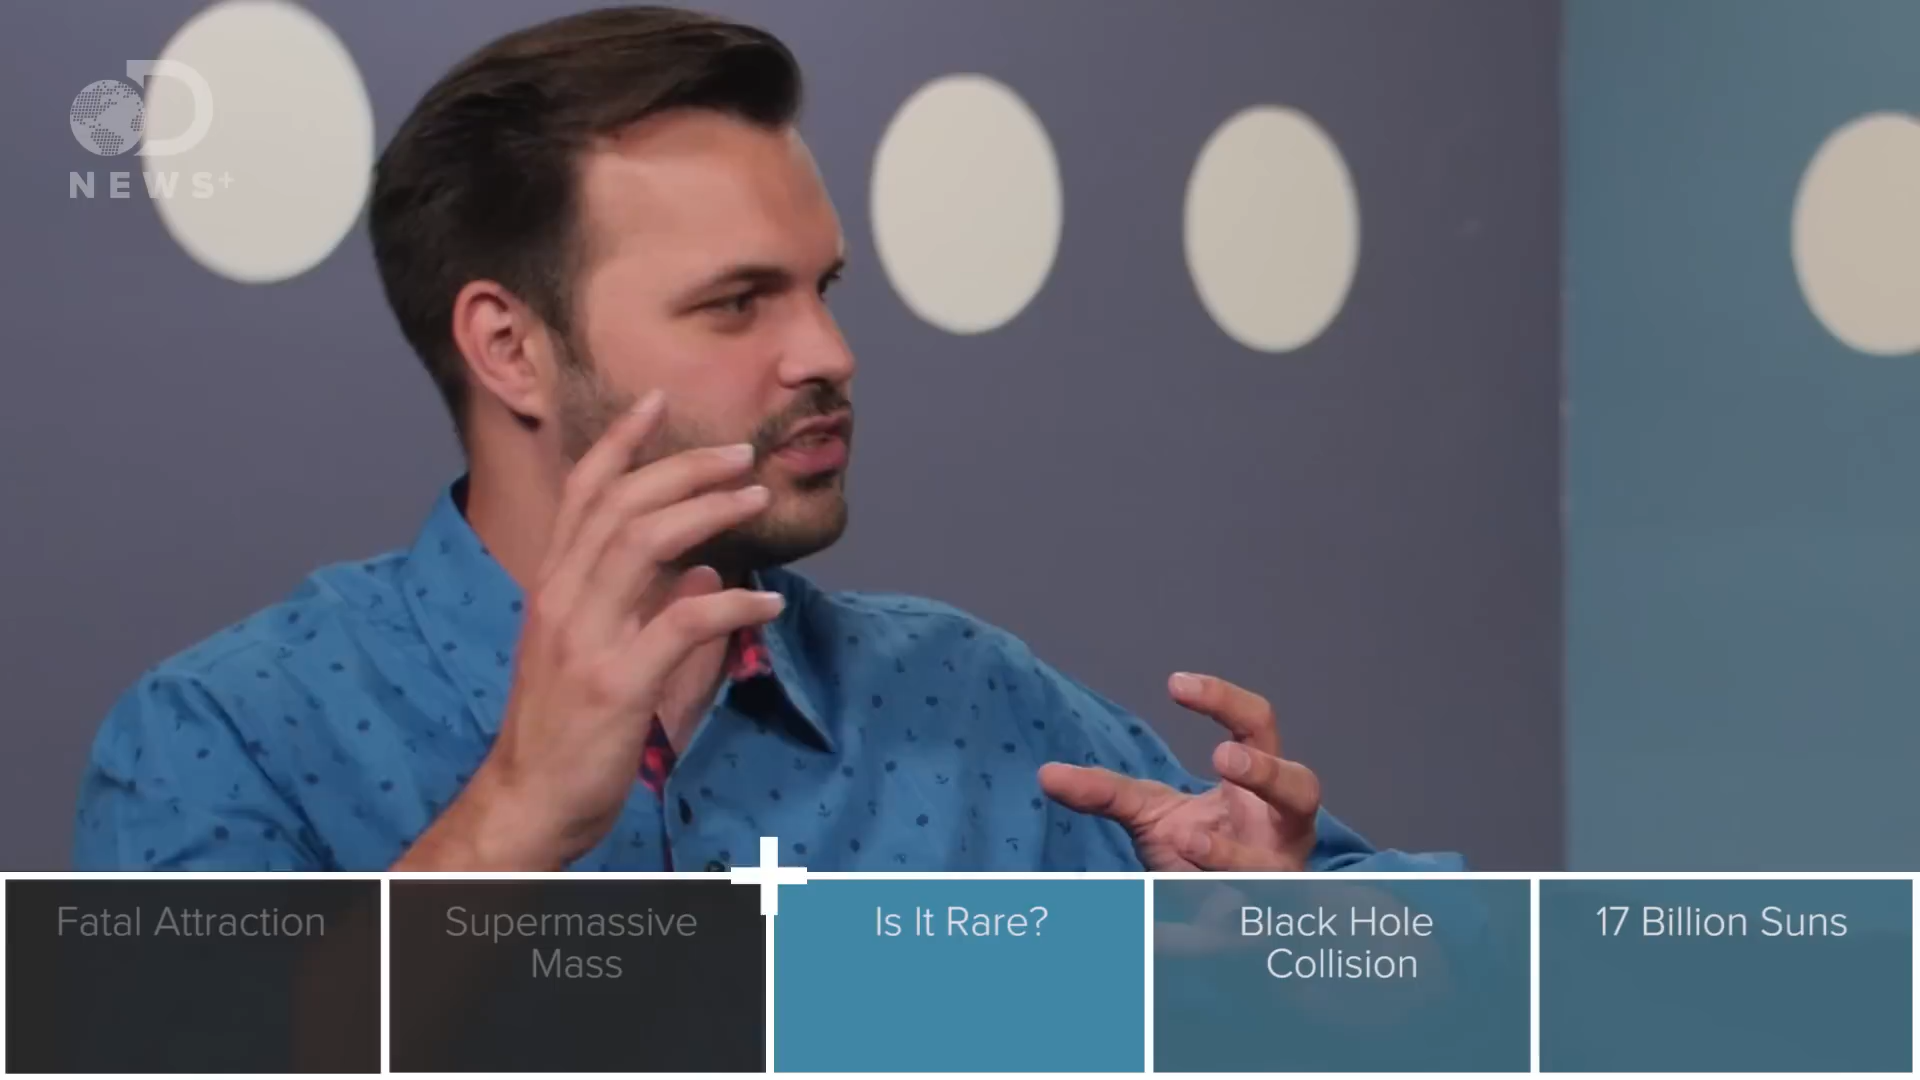 D
NEWS+
Fatal Attraction
Supermassive
Mass
Is It Rare?
Black Hole
Collision
17 Billion Suns